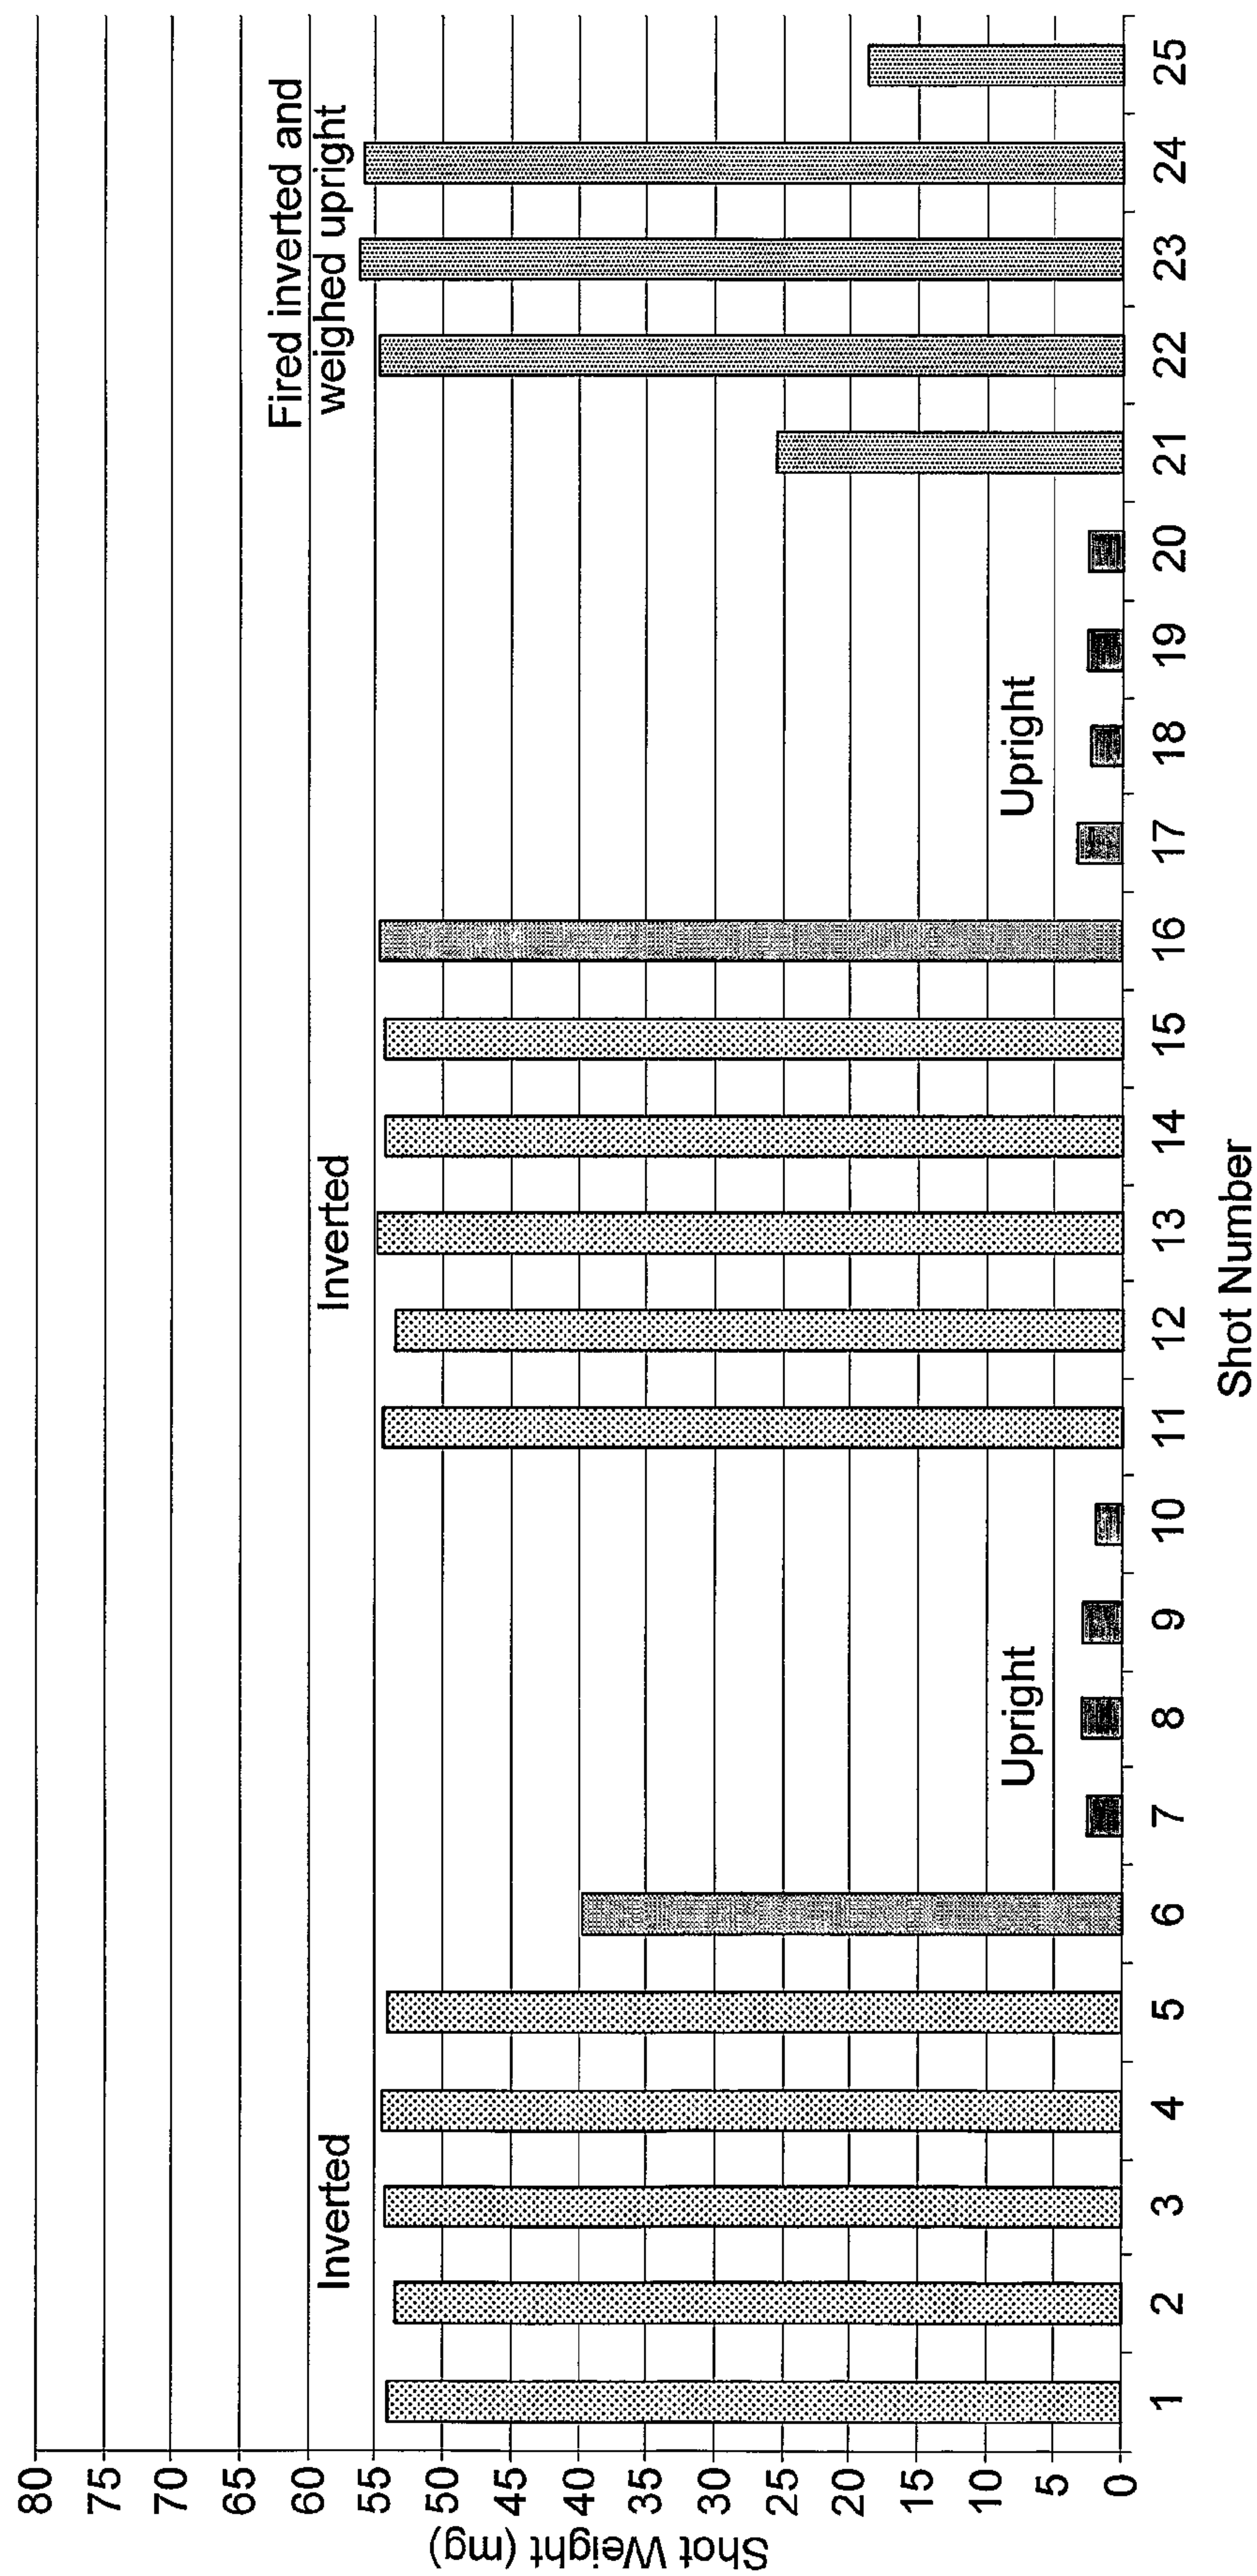 Fired inverted and
weighed upright
Inverted
Inverted
Upright
Upright
80
75
70
65
60
55
50
45
40
35
30
25
20
15
10
5
0
Shot Weight (mg)
1 2 3 4 5 6 7 8 9 10 11 12 13 14 15 16 17 18 19 20 21 22 23 24 25
Shot Number